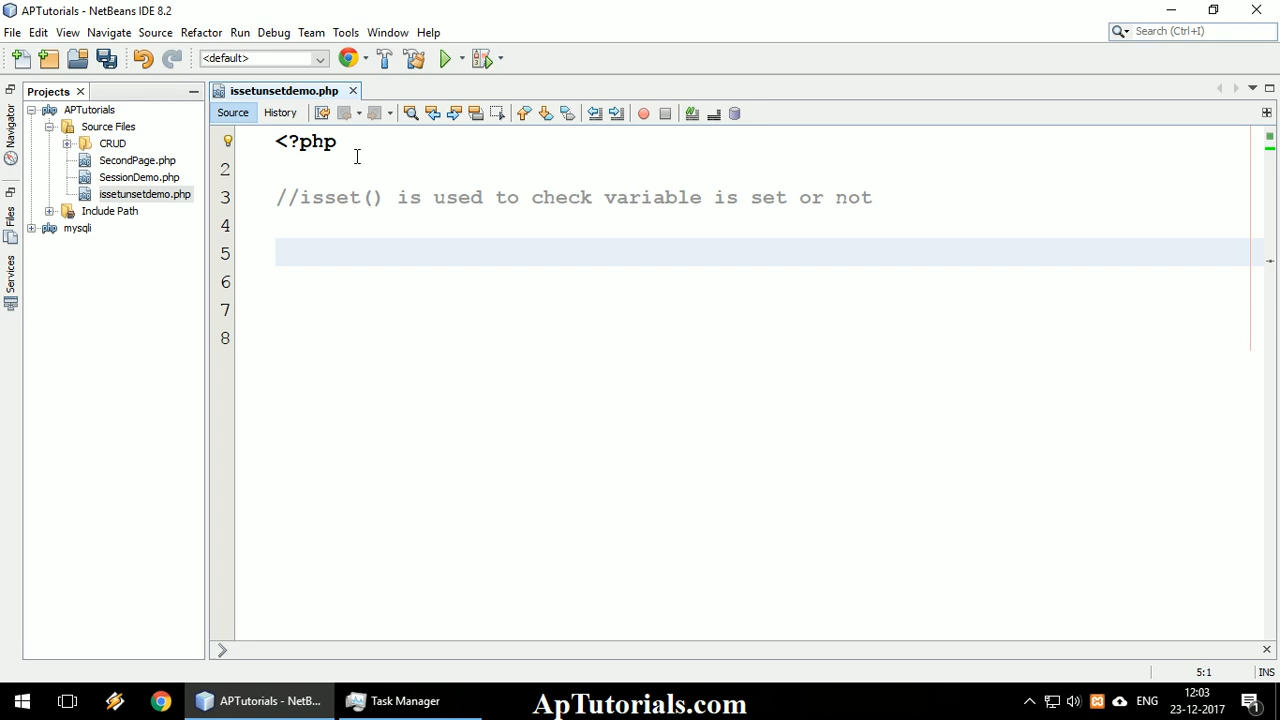 APTutorials - NetBeans IDE 8.2
File Edit View Navigate Source Refactor Run Debug Team Tools Window Help
Search (Ctrl+I)
<default>
Projects
issetunsetdemo.php
Source History
Navigator
Files
Services
APTutorials
Source Files
CRUD
SecondPage.php
SessionDemo.php
issetunsetdemo.php
Include Path
mysqli
<?php
2
3 //isset() is used to check variable is set or not
4
5
6
7
8
5:1 INS
APTutorials - NetB...
Task Manager
ApTutorials.com
ENG
12:03
23-12-2017
1